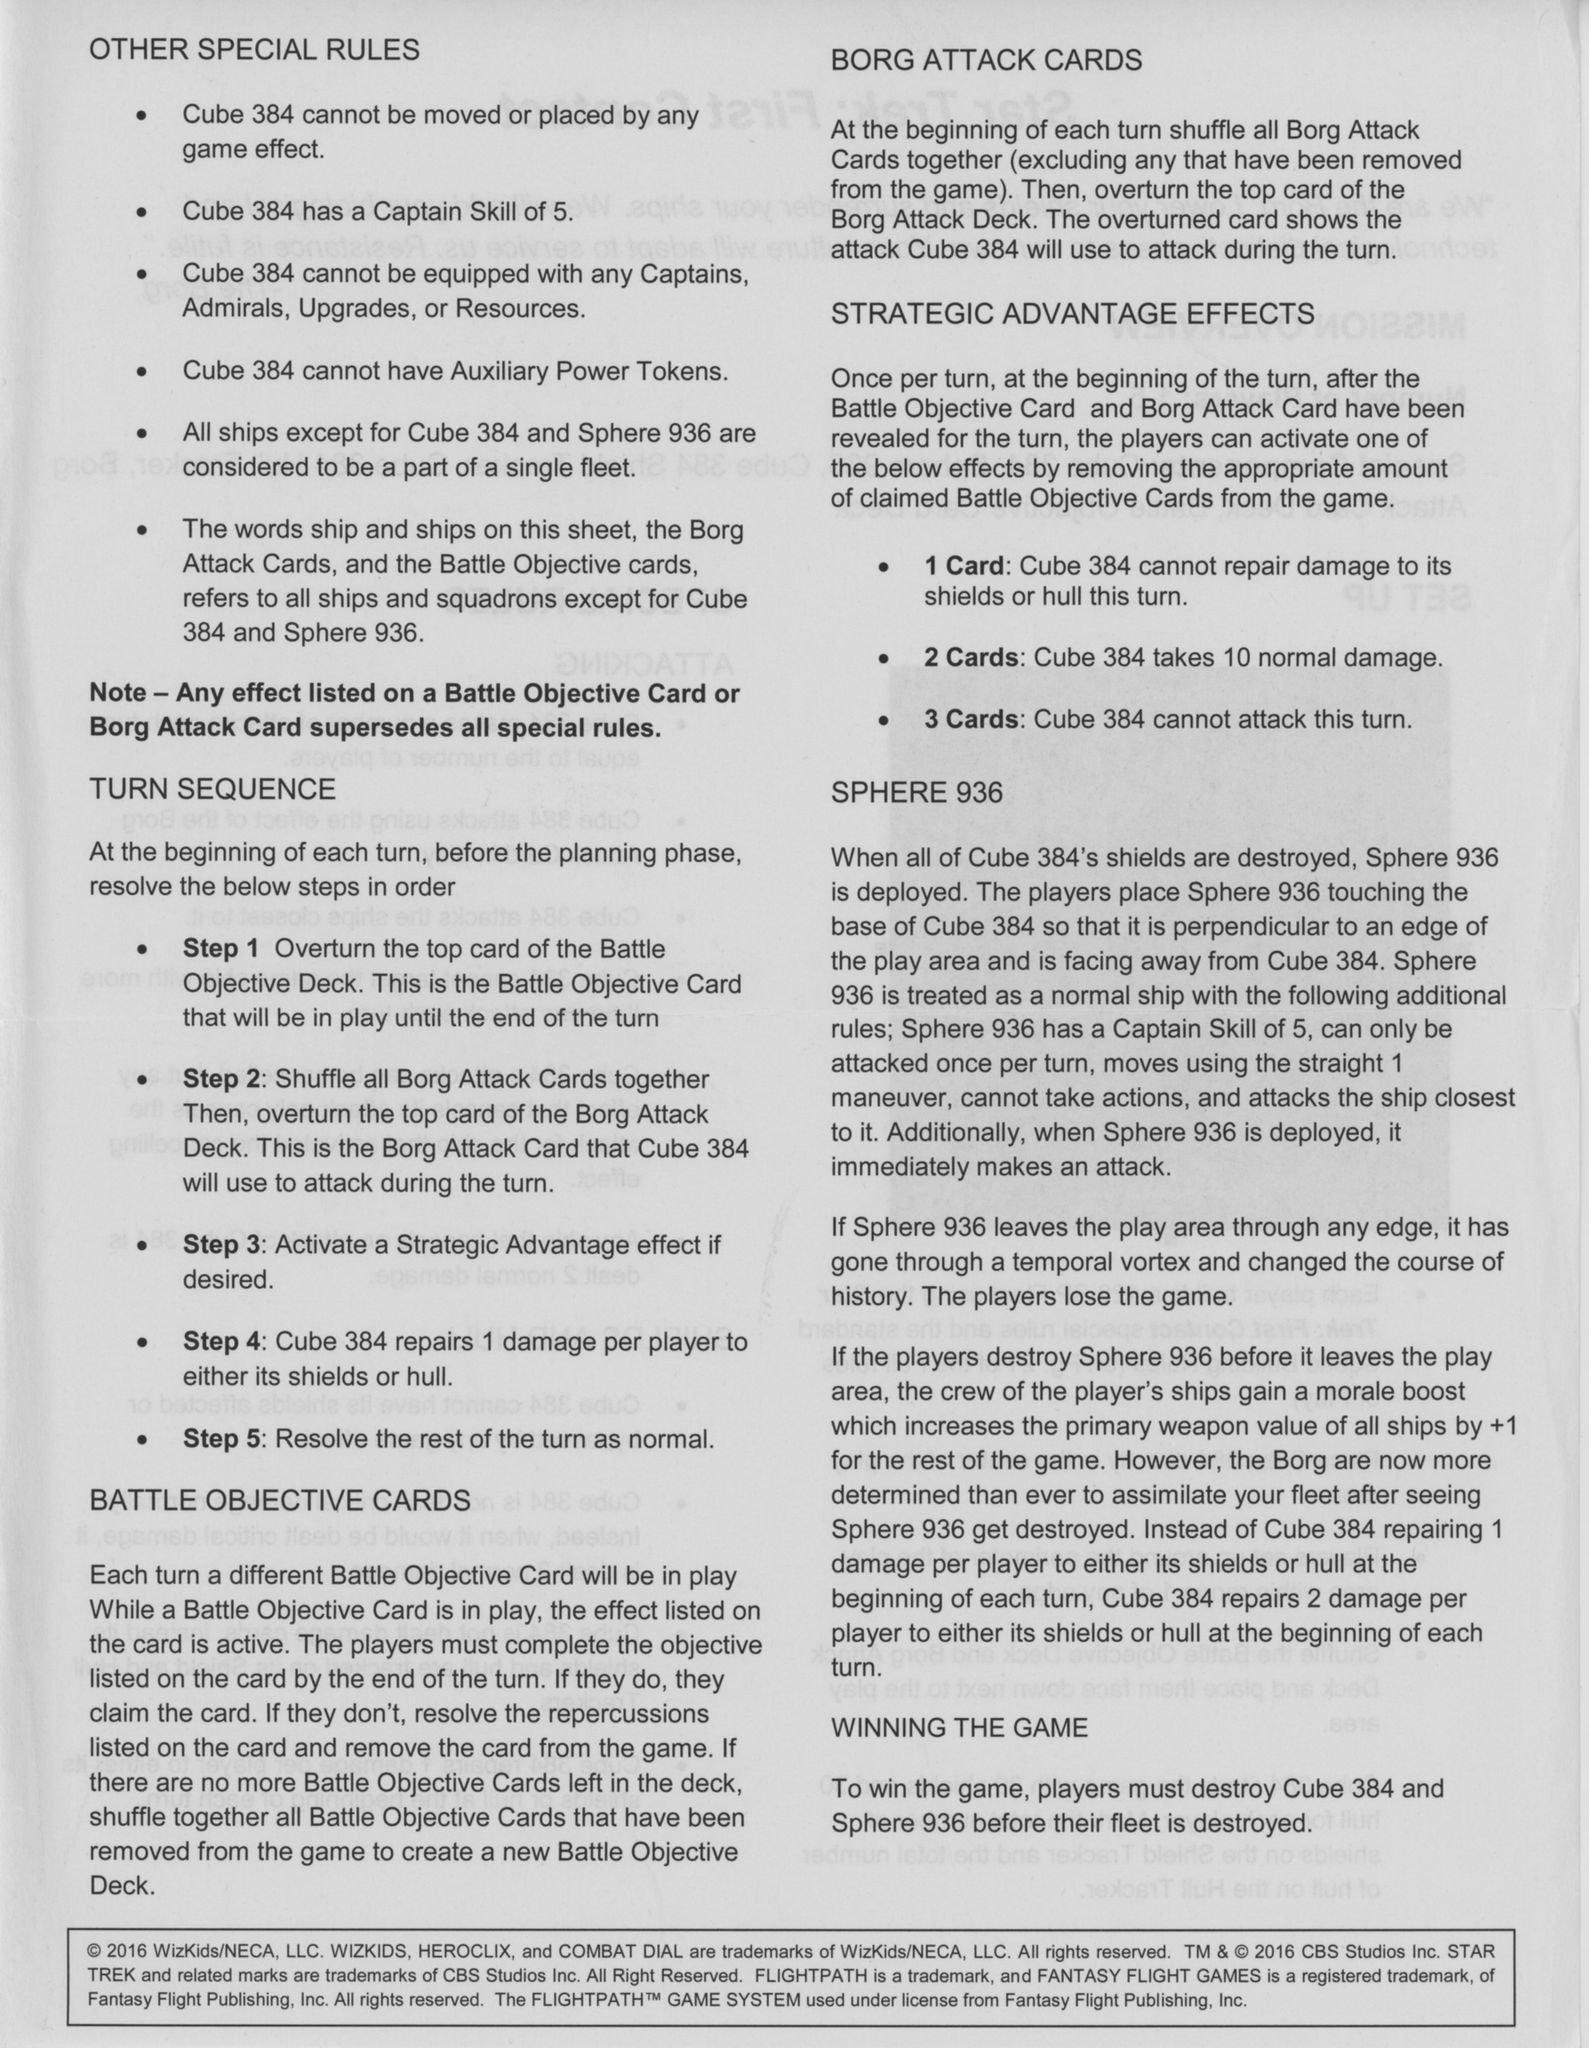 OTHER SPECIAL RULES
• Cube 384 cannot be moved or placed by any
game effect.
• Cube 384 has a Captain Skill of 5.
• Cube 384 cannot be equipped with any Captains,
Admirals, Upgrades, or Resources.
• Cube 384 cannot have Auxiliary Power Tokens.
• All ships except for Cube 384 and Sphere 936 are
considered to be a part of a single fleet.
• The words ship and ships on this sheet, the Borg
Attack Cards, and the Battle Objective cards,
refers to all ships and squadrons except for Cube
384 and Sphere 936.
Note – Any effect listed on a Battle Objective Card or
Borg Attack Card supersedes all special rules.
TURN SEQUENCE
At the beginning of each turn, before the planning phase,
resolve the below steps in order
• Step 1 Overturn the top card of the Battle
Objective Deck. This is the Battle Objective Card
that will be in play until the end of the turn
• Step 2: Shuffle all Borg Attack Cards together
Then, overturn the top card of the Borg Attack
Deck. This is the Borg Attack Card that Cube 384
will use to attack during the turn.
• Step 3: Activate a Strategic Advantage effect if
desired.
• Step 4: Cube 384 repairs 1 damage per player to
either its shields or hull.
• Step 5: Resolve the rest of the turn as normal.
BATTLE OBJECTIVE CARDS
Each turn a different Battle Objective Card will be in play
While a Battle Objective Card is in play, the effect listed on
the card is active. The players must complete the objective
listed on the card by the end of the turn. If they do, they
claim the card. If they don't, resolve the repercussions
listed on the card and remove the card from the game. If
there are no more Battle Objective Cards left in the deck,
shuffle together all Battle Objective Cards that have been
removed from the game to create a new Battle Objective
Deck.
BORG ATTACK CARDS
At the beginning of each turn shuffle all Borg Attack
Cards together (excluding any that have been removed
from the game). Then, overturn the top card of the
Borg Attack Deck. The overturned card shows the
attack Cube 384 will use to attack during the turn.
STRATEGIC ADVANTAGE EFFECTS
Once per turn, at the beginning of the turn, after the
Battle Objective Card and Borg Attack Card have been
revealed for the turn, the players can activate one of
the below effects by removing the appropriate amount
of claimed Battle Objective Cards from the game.
• 1 Card: Cube 384 cannot repair damage to its
shields or hull this turn.
• 2 Cards: Cube 384 takes 10 normal damage.
• 3 Cards: Cube 384 cannot attack this turn.
SPHERE 936
When all of Cube 384's shields are destroyed, Sphere 936
is deployed. The players place Sphere 936 touching the
base of Cube 384 so that it is perpendicular to an edge of
the play area and is facing away from Cube 384. Sphere
936 is treated as a normal ship with the following additional
rules; Sphere 936 has a Captain Skill of 5, can only be
attacked once per turn, moves using the straight 1
maneuver, cannot take actions, and attacks the ship closest
to it. Additionally, when Sphere 936 is deployed, it
immediately makes an attack.
If Sphere 936 leaves the play area through any edge, it has
gone through a temporal vortex and changed the course of
history. The players lose the game.
If the players destroy Sphere 936 before it leaves the play
area, the crew of the player's ships gain a morale boost
which increases the primary weapon value of all ships by +1
for the rest of the game. However, the Borg are now more
determined than ever to assimilate your fleet after seeing
Sphere 936 get destroyed. Instead of Cube 384 repairing 1
damage per player to either its shields or hull at the
beginning of each turn, Cube 384 repairs 2 damage per
player to either its shields or hull at the beginning of each
turn.
WINNING THE GAME
To win the game, players must destroy Cube 384 and
Sphere 936 before their fleet is destroyed.
© 2016 WizKids/NECA, LLC. WIZKIDS, HEROCLIX, and COMBAT DIAL are trademarks of WizKids/NECA, LLC. All rights reserved. TM & © 2016 CBS Studios Inc. STAR
TREK and related marks are trademarks of CBS Studios Inc. All Right Reserved. FLIGHTPATH is a trademark, and FANTASY FLIGHT GAMES is a registered trademark, of
Fantasy Flight Publishing, Inc. All rights reserved. The FLIGHTPATH™ GAME SYSTEM used under license from Fantasy Flight Publishing, Inc.